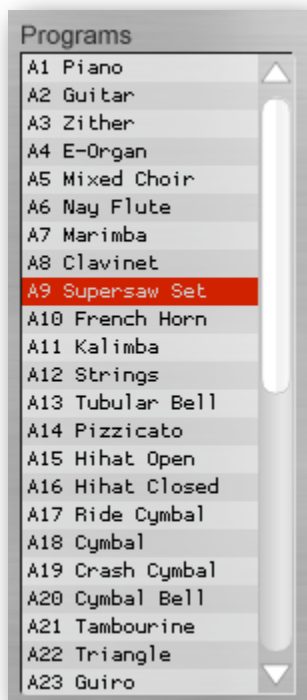 Programs
A1 Piano
A2 Guitar
A3 Zither
A4 E-Organ
A5 Mixed Choir
A6 Nay Flute
A7 Marimba
A8 Clavinet
A9 Supersaw Set
A10 French Horn
A11 Kalimba
A12 Strings
A13 Tubular Bell
A14 Pizzicato
A15 Hihat Open
A16 Hihat Closed
A17 Ride Cymbal
A18 Cymbal
A19 Crash Cymbal
A20 Cymbal Bell
A21 Tambourine
A22 Triangle
A23 Guiro